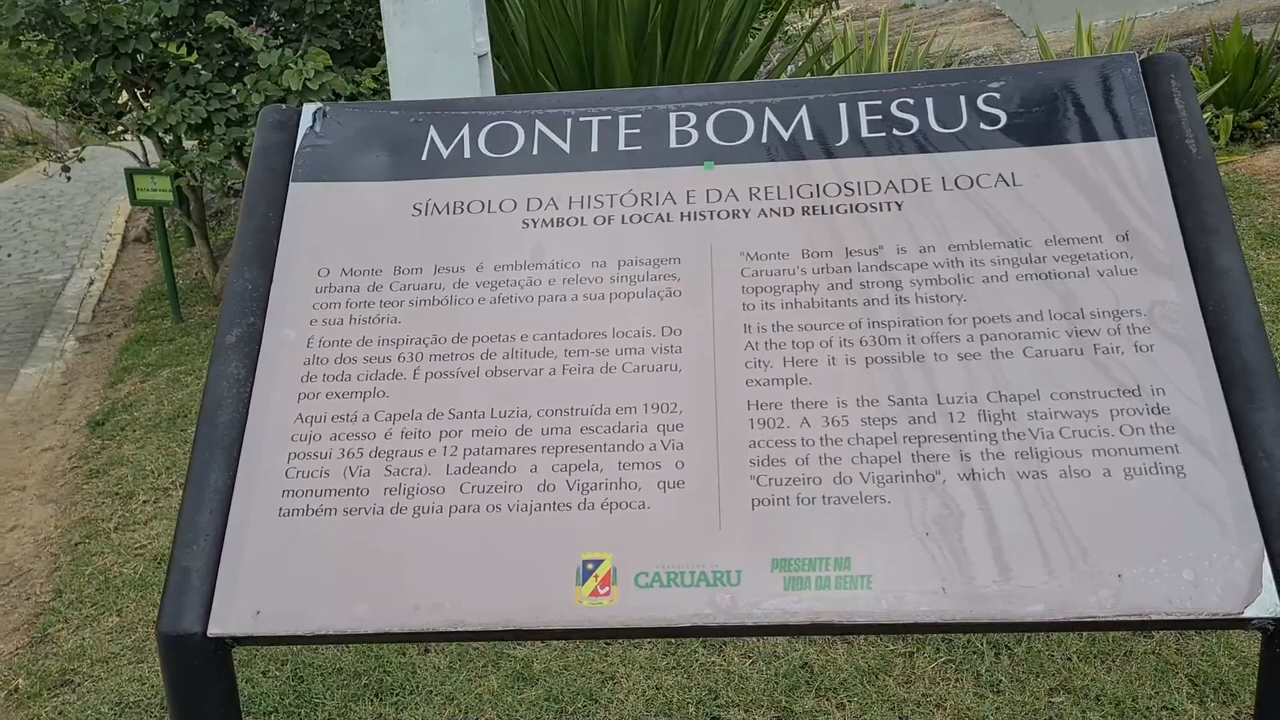 MONTE BOM JESUS
SÍMBOLO DA HISTÓRIA E DA RELIGIOSIDADE LOCAL
SYMBOL OF LOCAL HISTORY AND RELIGIOSITY
O Monte Bom Jesus é emblemático na paisagem
urbana de Caruaru, de vegetação e relevo singulares,
com forte teor simbólico e afetivo para a sua população
e sua história.
É fonte de inspiração de poetas e cantadores locais. Do
alto dos seus 630 metros de altitude, tem-se uma vista
de toda cidade. É possível observar a Feira de Caruaru,
por exemplo.
Aqui está a Capela de Santa Luzia, construída em 1902,
cujo acesso é feito por meio de uma escadaria que
possui 365 degraus e 12 patamares representando a Via
Crucis (Via Sacra). Ladeando a capela, temos o
monumento religioso Cruzeiro do Vigarinho, que
também servia de guia para os viajantes da época.
"Monte Bom Jesus" is an emblematic element of
Caruaru's urban landscape with its singular vegetation,
topography and strong symbolic and emotional value
to its inhabitants and its history.
It is the source of inspiration for poets and local singers.
At the top of its 630m it offers a panoramic view of the
city. Here it is possible to see the Caruaru Fair, for
example.
Here there is the Santa Luzia Chapel constructed in
1902. A 365 steps and 12 flight stairways provide
access to the chapel representing the Via Crucis. On the
sides of the chapel there is the religious monument
"Cruzeiro do Vigarinho", which was also a guiding
point for travelers.
CARUARU
PRESENTE NA
VIDA DA GENTE
PATA DE VACA